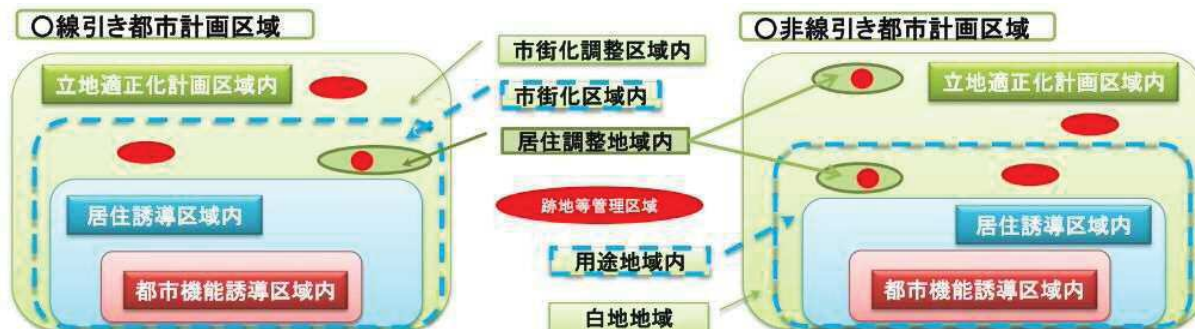 〇線引き都市計画区域
立地適正化計画区域内
居住誘導区域内
都市機能誘導区域内
市街化調整区域内
市街化区域内
居住調整地域内
跡地等管理区域
用途地域内
白地地域
〇非線引き都市計画区域
立地適正化計画区域内
居住誘導区域内
都市機能誘導区域内